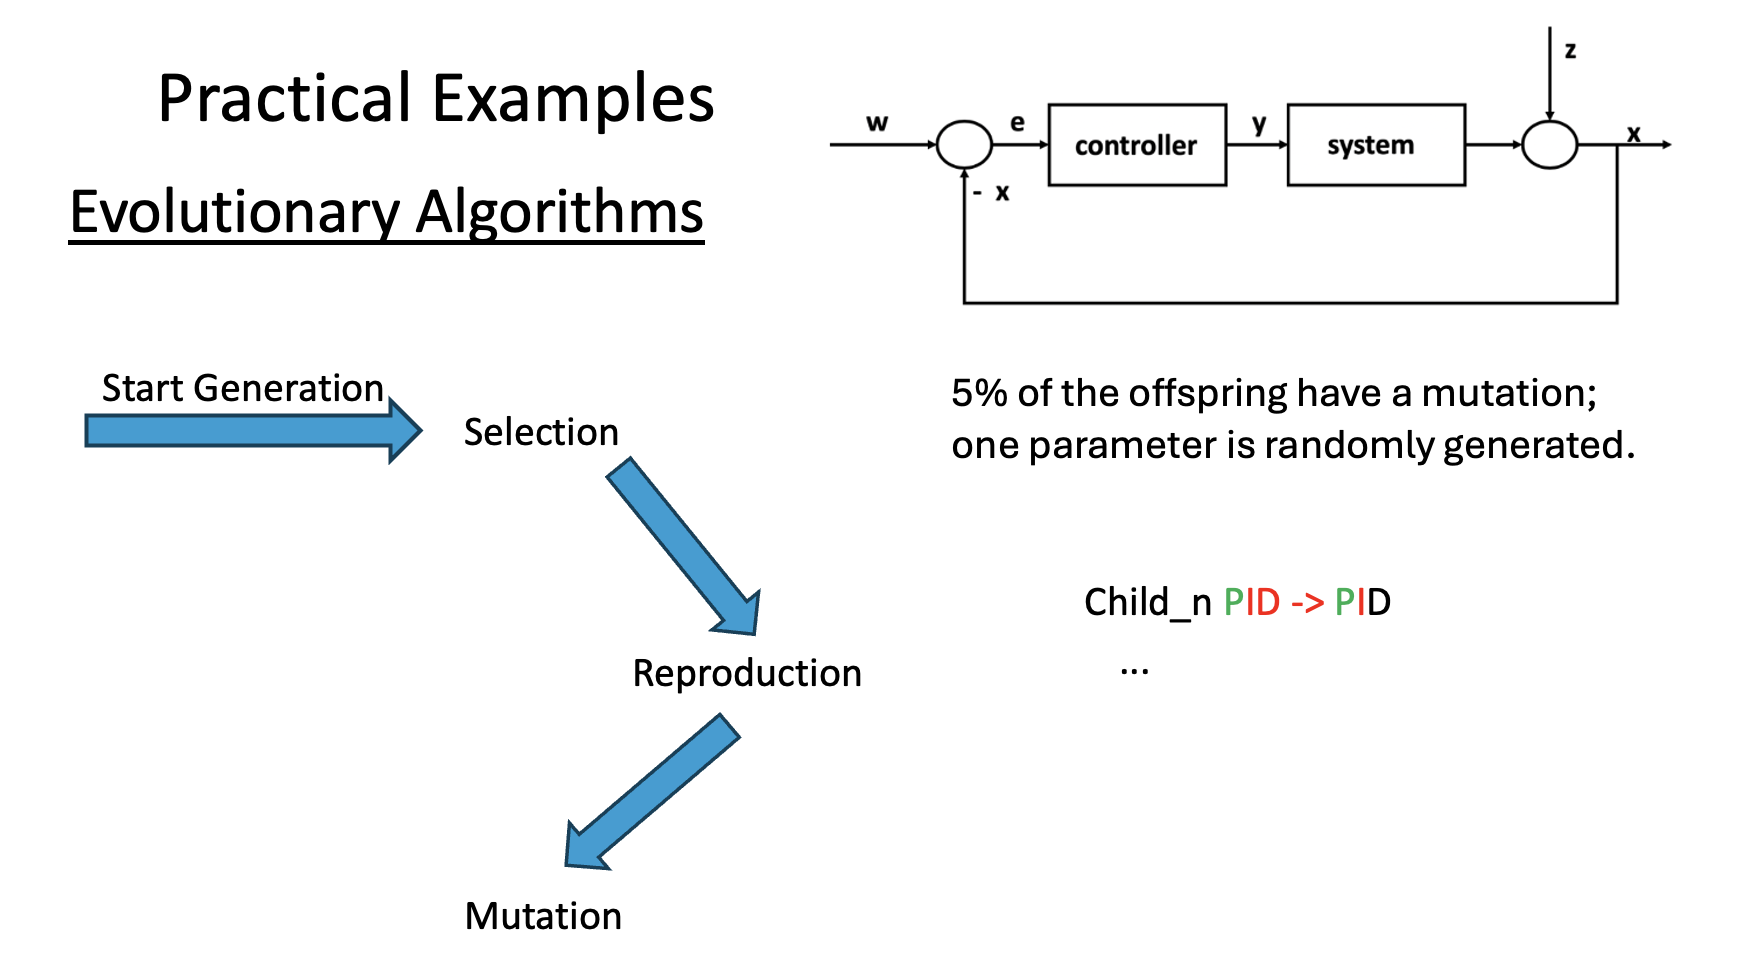 Practical Examples
Evolutionary Algorithms
z
w
e
controller
y
system
x
- x
Start Generation
Selection
5% of the offspring have a mutation;
one parameter is randomly generated.
Child_n PID -> PID
...
Reproduction
Mutation